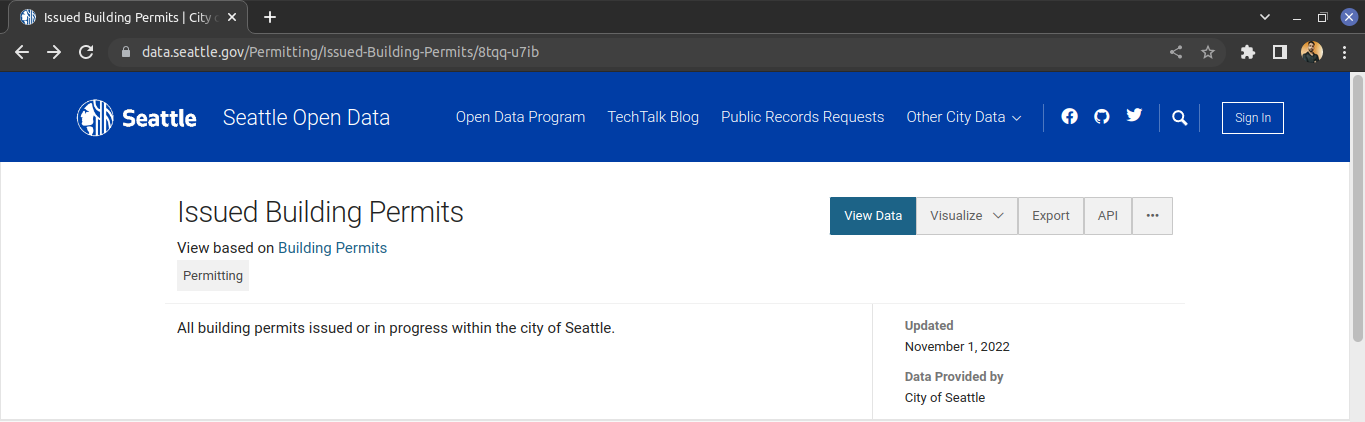 Issued Building Permits | City
data.seattle.gov/Permitting/Issued-Building-Permits/8tqq-u7ib
Seattle Seattle Open Data Open Data Program TechTalk Blog Public Records Requests Other City Data Sign In
Issued Building Permits
View Data Visualize Export API
View based on Building Permits
Permitting
All building permits issued or in progress within the city of Seattle.
Updated
November 1, 2022
Data Provided by
City of Seattle